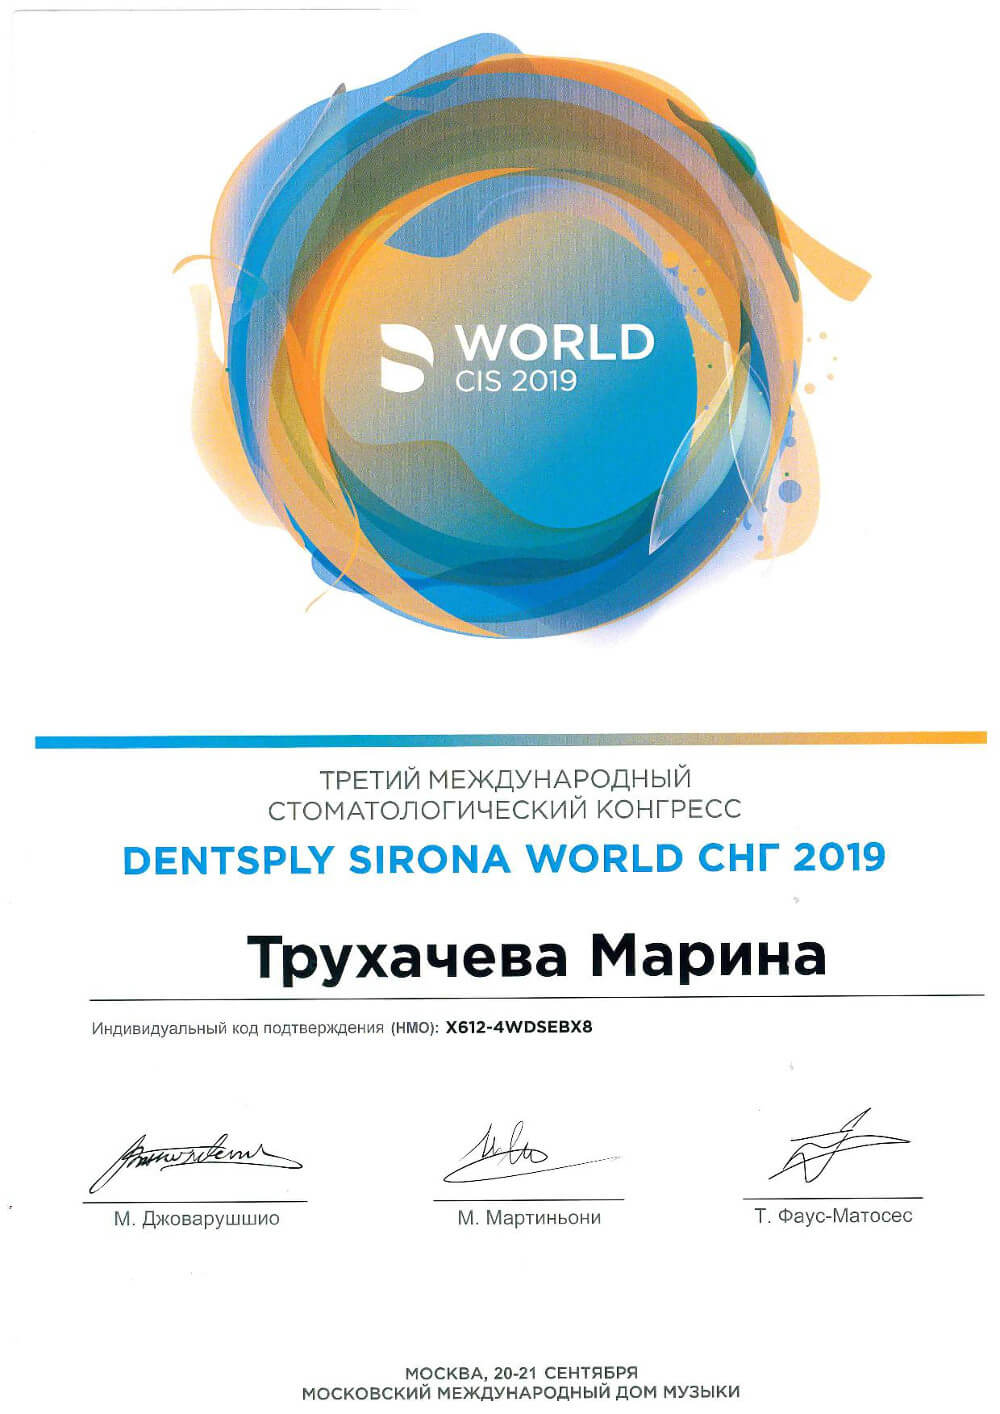 WORLD
CIS 2019
ТРЕТИЙ МЕЖДУНАРОДНЫЙ
СТОМАТОЛОГИЧЕСКИЙ КОНГРЕСС
DENTSPLY SIRONA WORLD СНГ 2019
Трухачева Марина
Индивидуальный код подтверждения (НМО): X612-4WDSEBX8
М. Джоварушшио
М. Мартиньони
Т. Фаус-Матосес
МОСКВА, 20-21 СЕНТЯБРЯ
МОСКОВСКИЙ МЕЖДУНАРОДНЫЙ ДОМ МУЗЫКИ